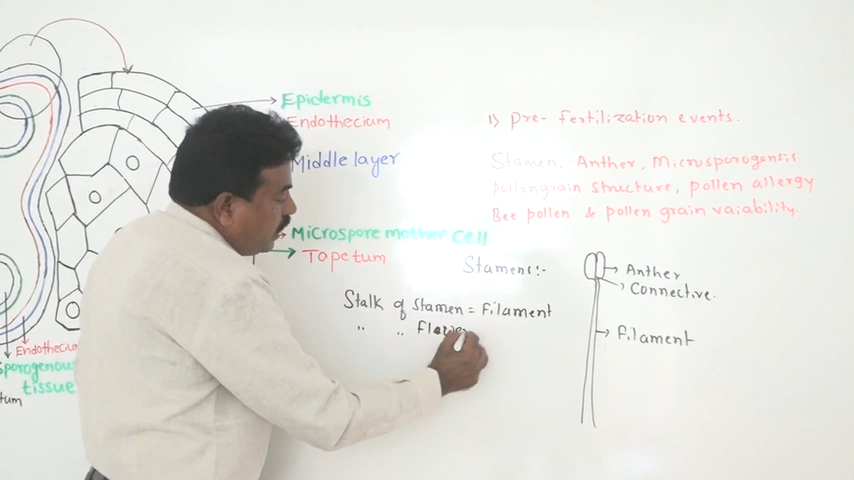 Epidermis
Endothecium
Middle layer
Microspore mother cell
Tapetum
Endothecium
sporogenous
tissue
tum
1) Pre-Fertilization events.
Stamen, Anther, Microsporogensis
pollengrain structure, pollen allergy
Bee pollen & pollen grain vaiability.
Stamens:-
Stalk of stamen = Filament
" " Flower
Anther
Connective.
Filament